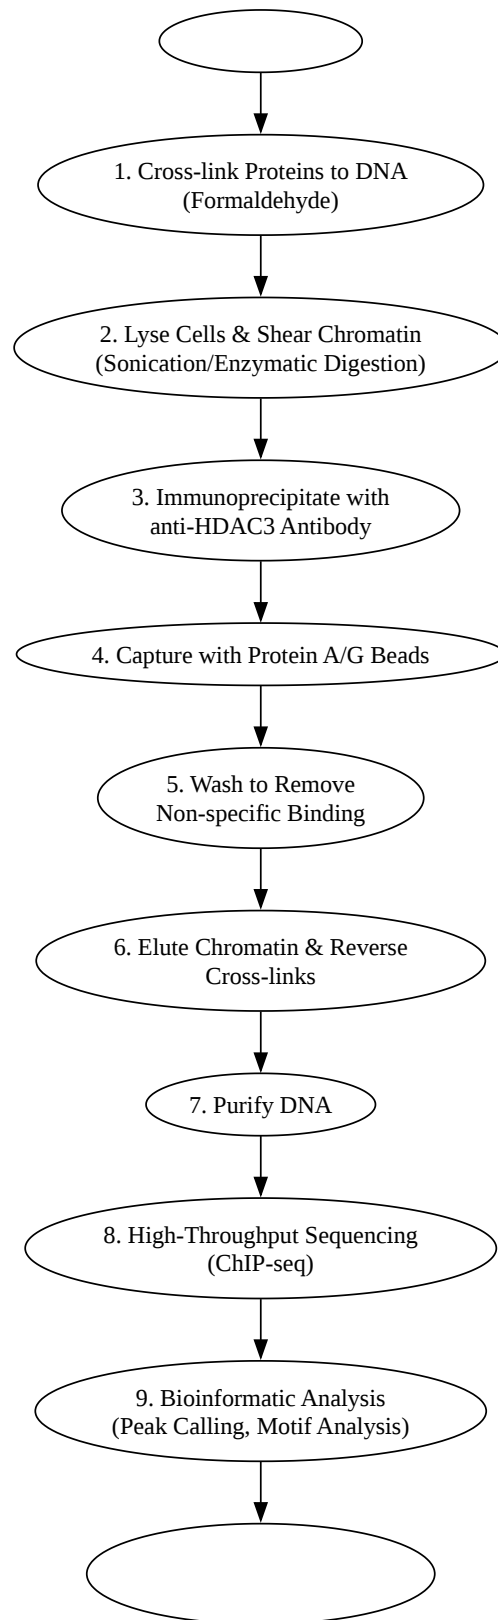 1. Cross-link Proteins to DNA
(Formaldehyde)
2. Lyse Cells & Shear Chromatin
(Sonication/Enzymatic Digestion)
3. Immunoprecipitate with
anti-HDAC3 Antibody
4. Capture with Protein A/G Beads
5. Wash to Remove
Non-specific Binding
6. Elute Chromatin & Reverse
Cross-links
7. Purify DNA
8. High-Throughput Sequencing
(ChIP-seq)
9. Bioinformatic Analysis
(Peak Calling, Motif Analysis)